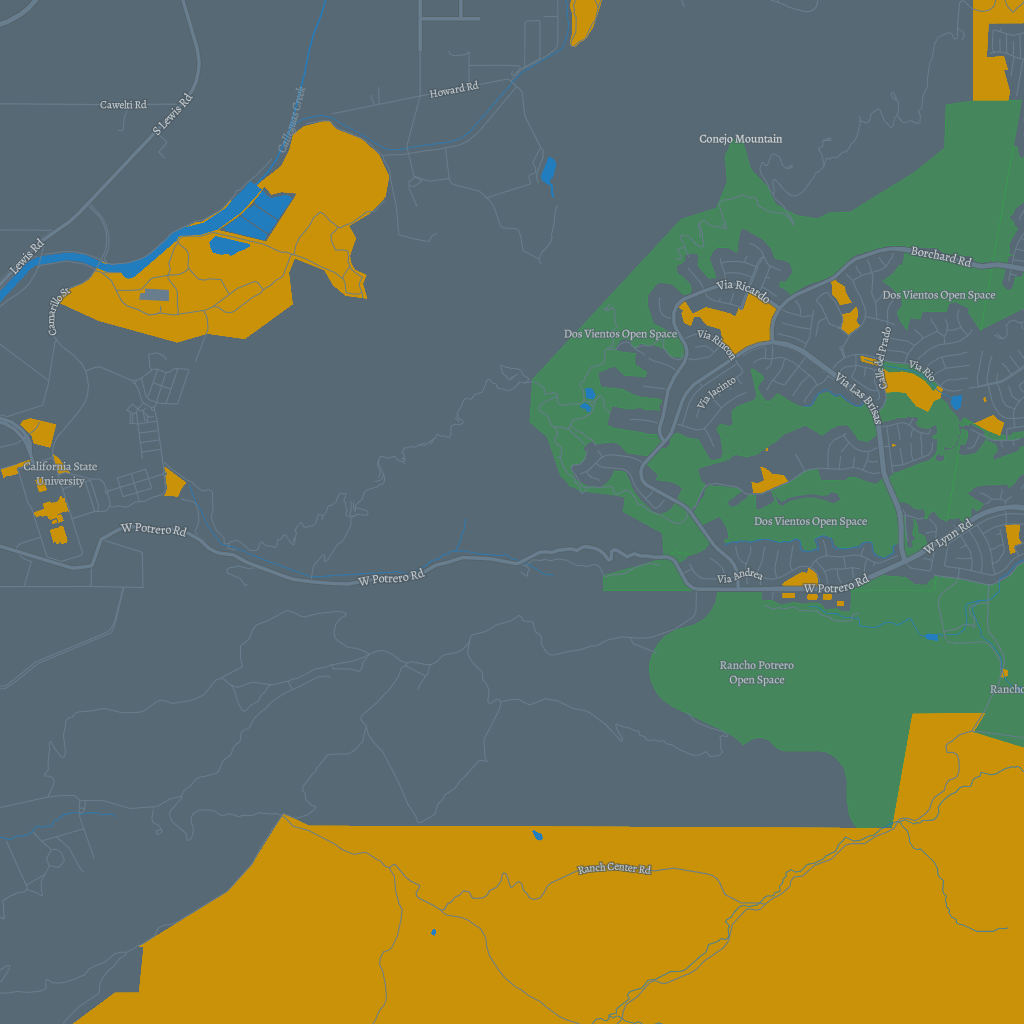 Cawelti Rd
S Lewis Rd
Calleguas Creek
Howard Rd
Conejo Mountain
Lewis Rd
Camarillo St
Borchard Rd
Via Ricardo
Dos Vientos Open Space
Dos Vientos Open Space
Via Rincon
Calle del Prado
Via Rio
Via Jacinto
Via Las Brisas
California State
University
W Potrero Rd
Dos Vientos Open Space
W Lynn Rd
W Potrero Rd
Via Andrea
W Potrero Rd
Rancho Potrero
Open Space
Rancho
Ranch Center Rd